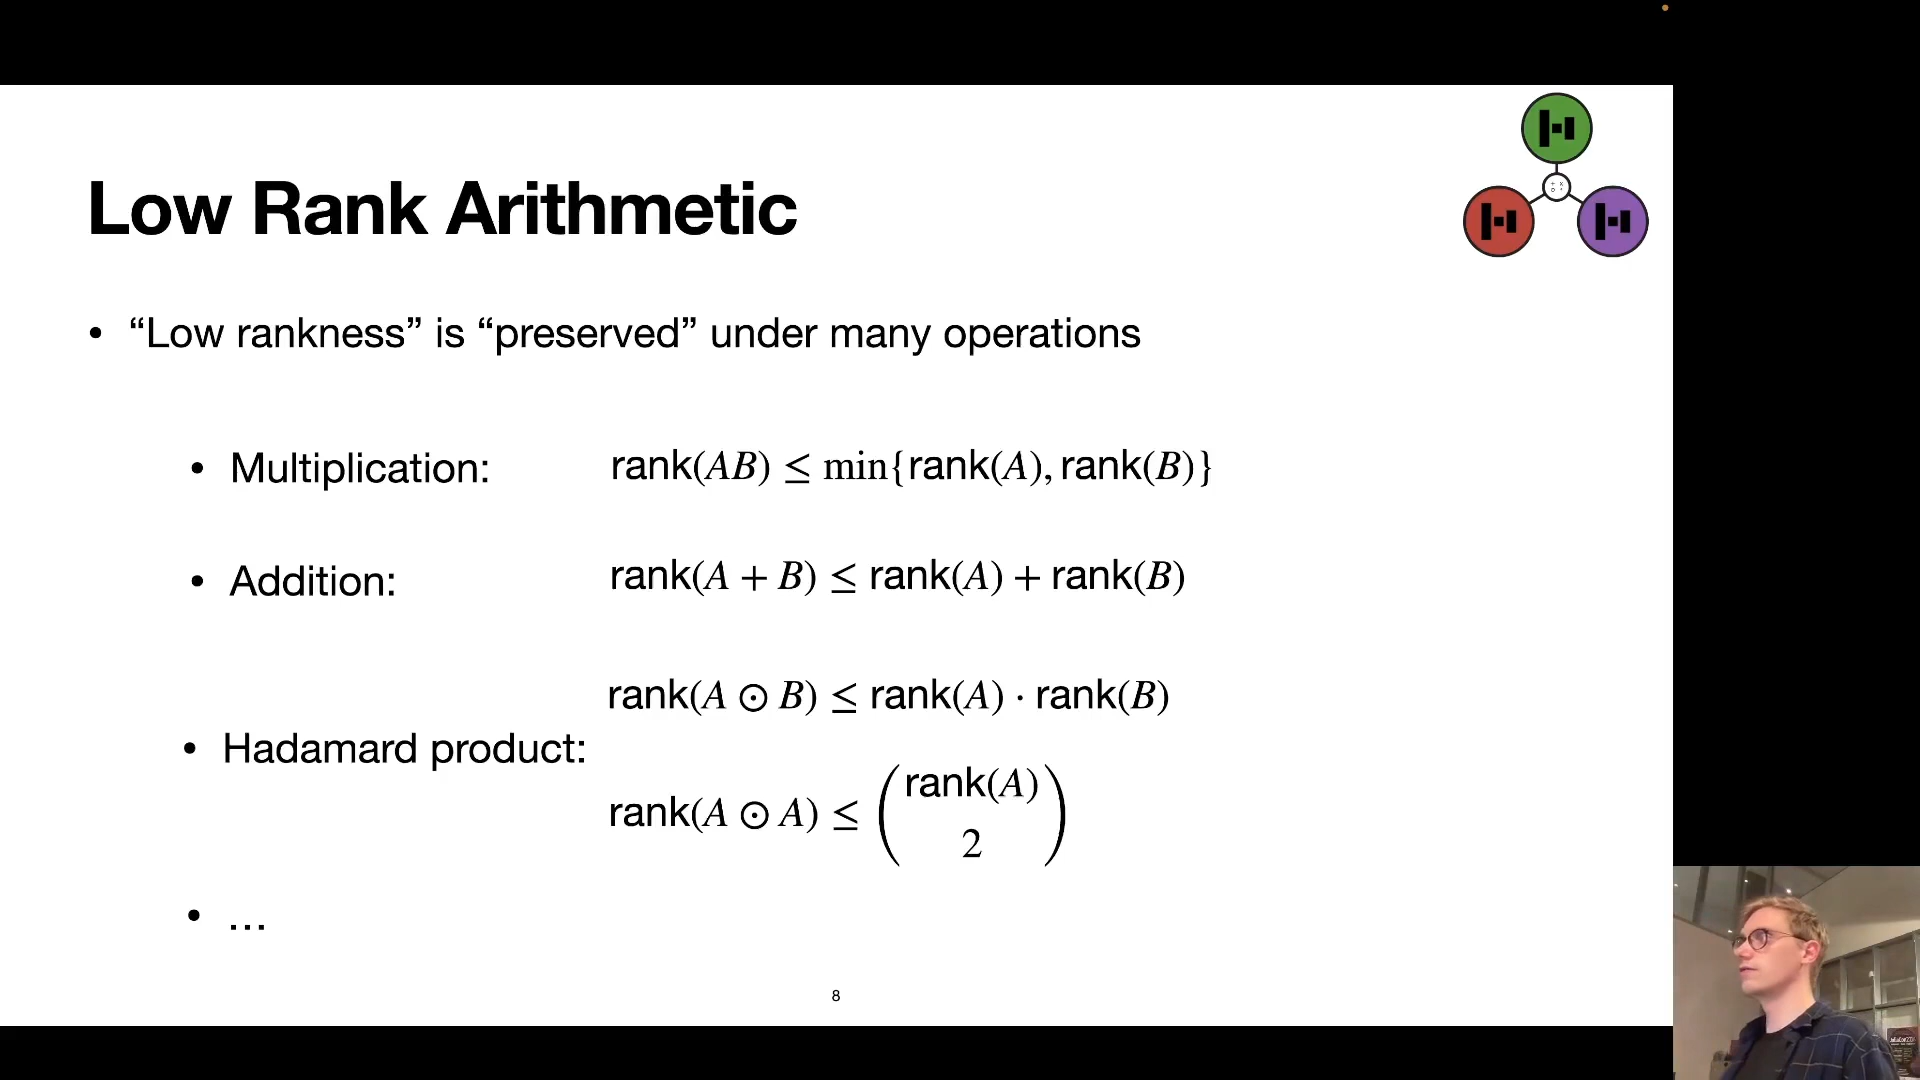 Low Rank Arithmetic
• “Low rankness” is “preserved” under many operations
• Multiplication: rank(AB) ≤ min{rank(A), rank(B)}
• Addition: rank(A + B) ≤ rank(A) + rank(B)
rank(A ⊙ B) ≤ rank(A) · rank(B)
• Hadamard product:
rank(A ⊙ A) ≤ (rank(A) 2)
• …
8